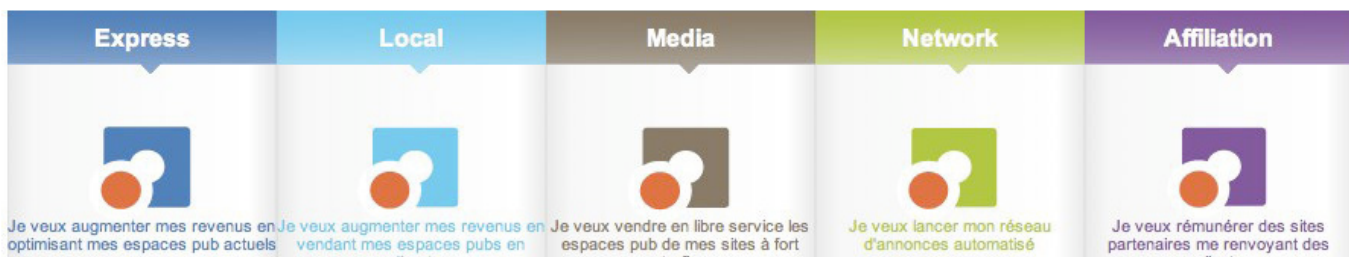 Express
Local
Media
Network
Affiliation
Je veux augmenter mes revenus en
optimisant mes espaces pub actuels
Je veux augmenter mes revenus en
vendant mes espaces pubs en
Je veux vendre en libre service les
espaces pub de mes sites à fort
Je veux lancer mon réseau
d'annonces automatisé
Je veux rémunérer des sites
partenaires me renvoyant des